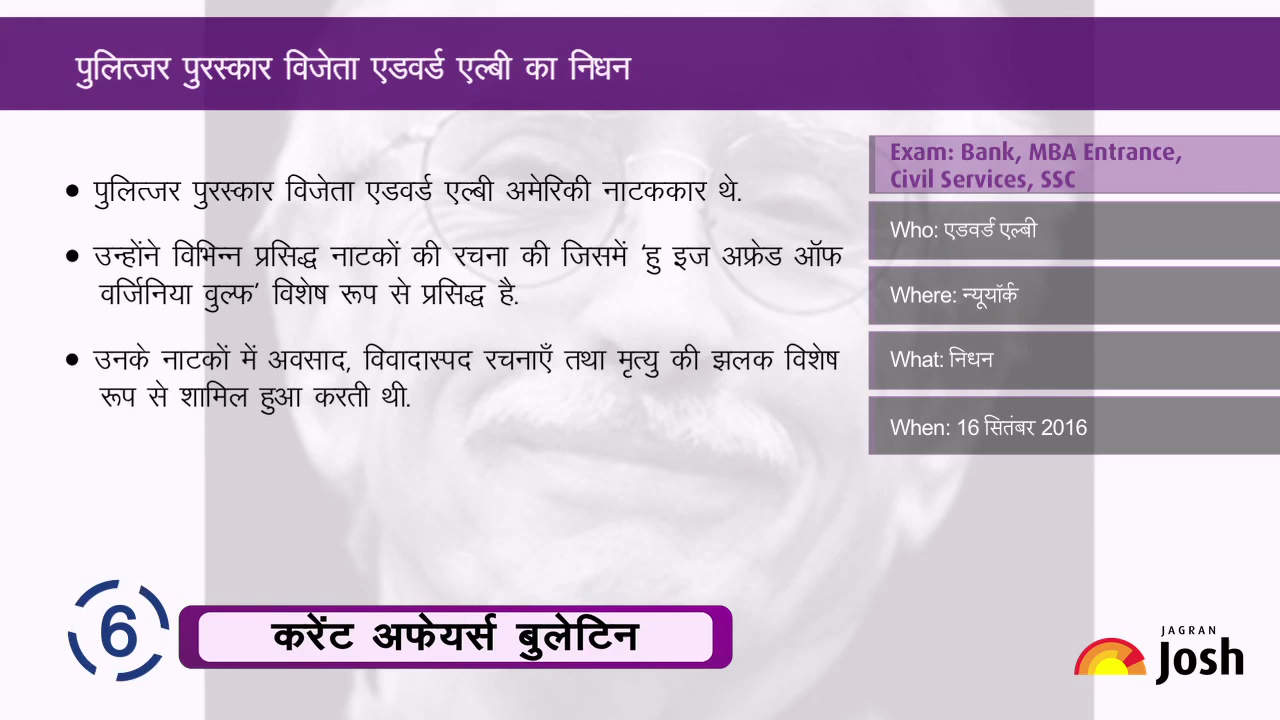 पुलित्जर पुरस्कार विजेता एडवर्ड एल्बी का निधन
• पुलित्जर पुरस्कार विजेता एडवर्ड एल्बी अमेरिकी नाटककार थे.
• उन्होंने विभिन्न प्रसिद्ध नाटकों की रचना की जिसमें ‘हु इज अफ्रेड ऑफ
वर्जिनिया वुल्फ’ विशेष रूप से प्रसिद्ध है.
• उनके नाटकों में अवसाद, विवादास्पद रचनाएँ तथा मृत्यु की झलक विशेष
रूप से शामिल हुआ करती थी.
Exam: Bank, MBA Entrance,
Civil Services, SSC
Who: एडवर्ड एल्बी
Where: न्यूयॉर्क
What: निधन
When: 16 सितंबर 2016
6
करेंट अफेयर्स बुलेटिन
JAGRAN
Josh